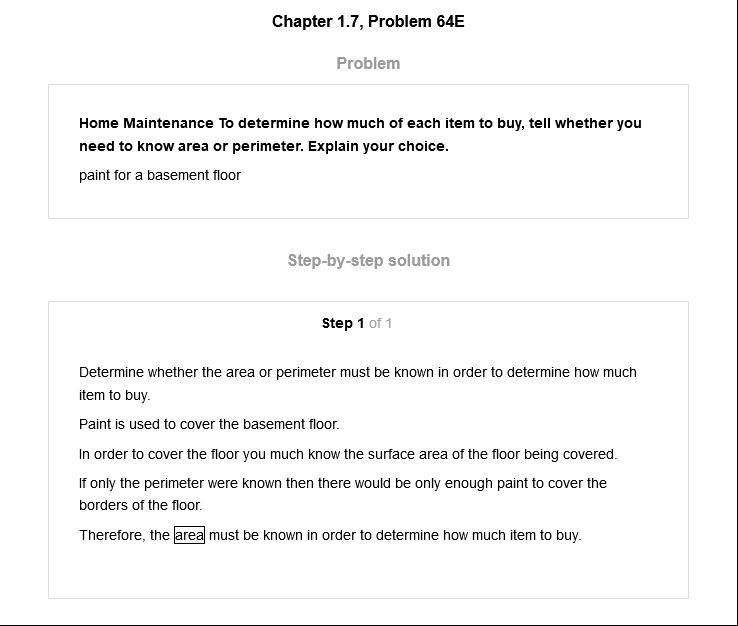 Chapter 1.7, Problem 64E
Problem
Home Maintenance To determine how much of each item to buy, tell whether you
need to know area or perimeter. Explain your choice.
paint for a basement floor
Step-by-step solution
Step 1 of 1
Determine whether the area or perimeter must be known in order to determine how much
item to buy.
Paint is used to cover the basement floor.
In order to cover the floor you much know the surface area of the floor being covered.
If only the perimeter were known then there would be only enough paint to cover the
borders of the floor.
Therefore, the area must be known in order to determine how much item to buy.